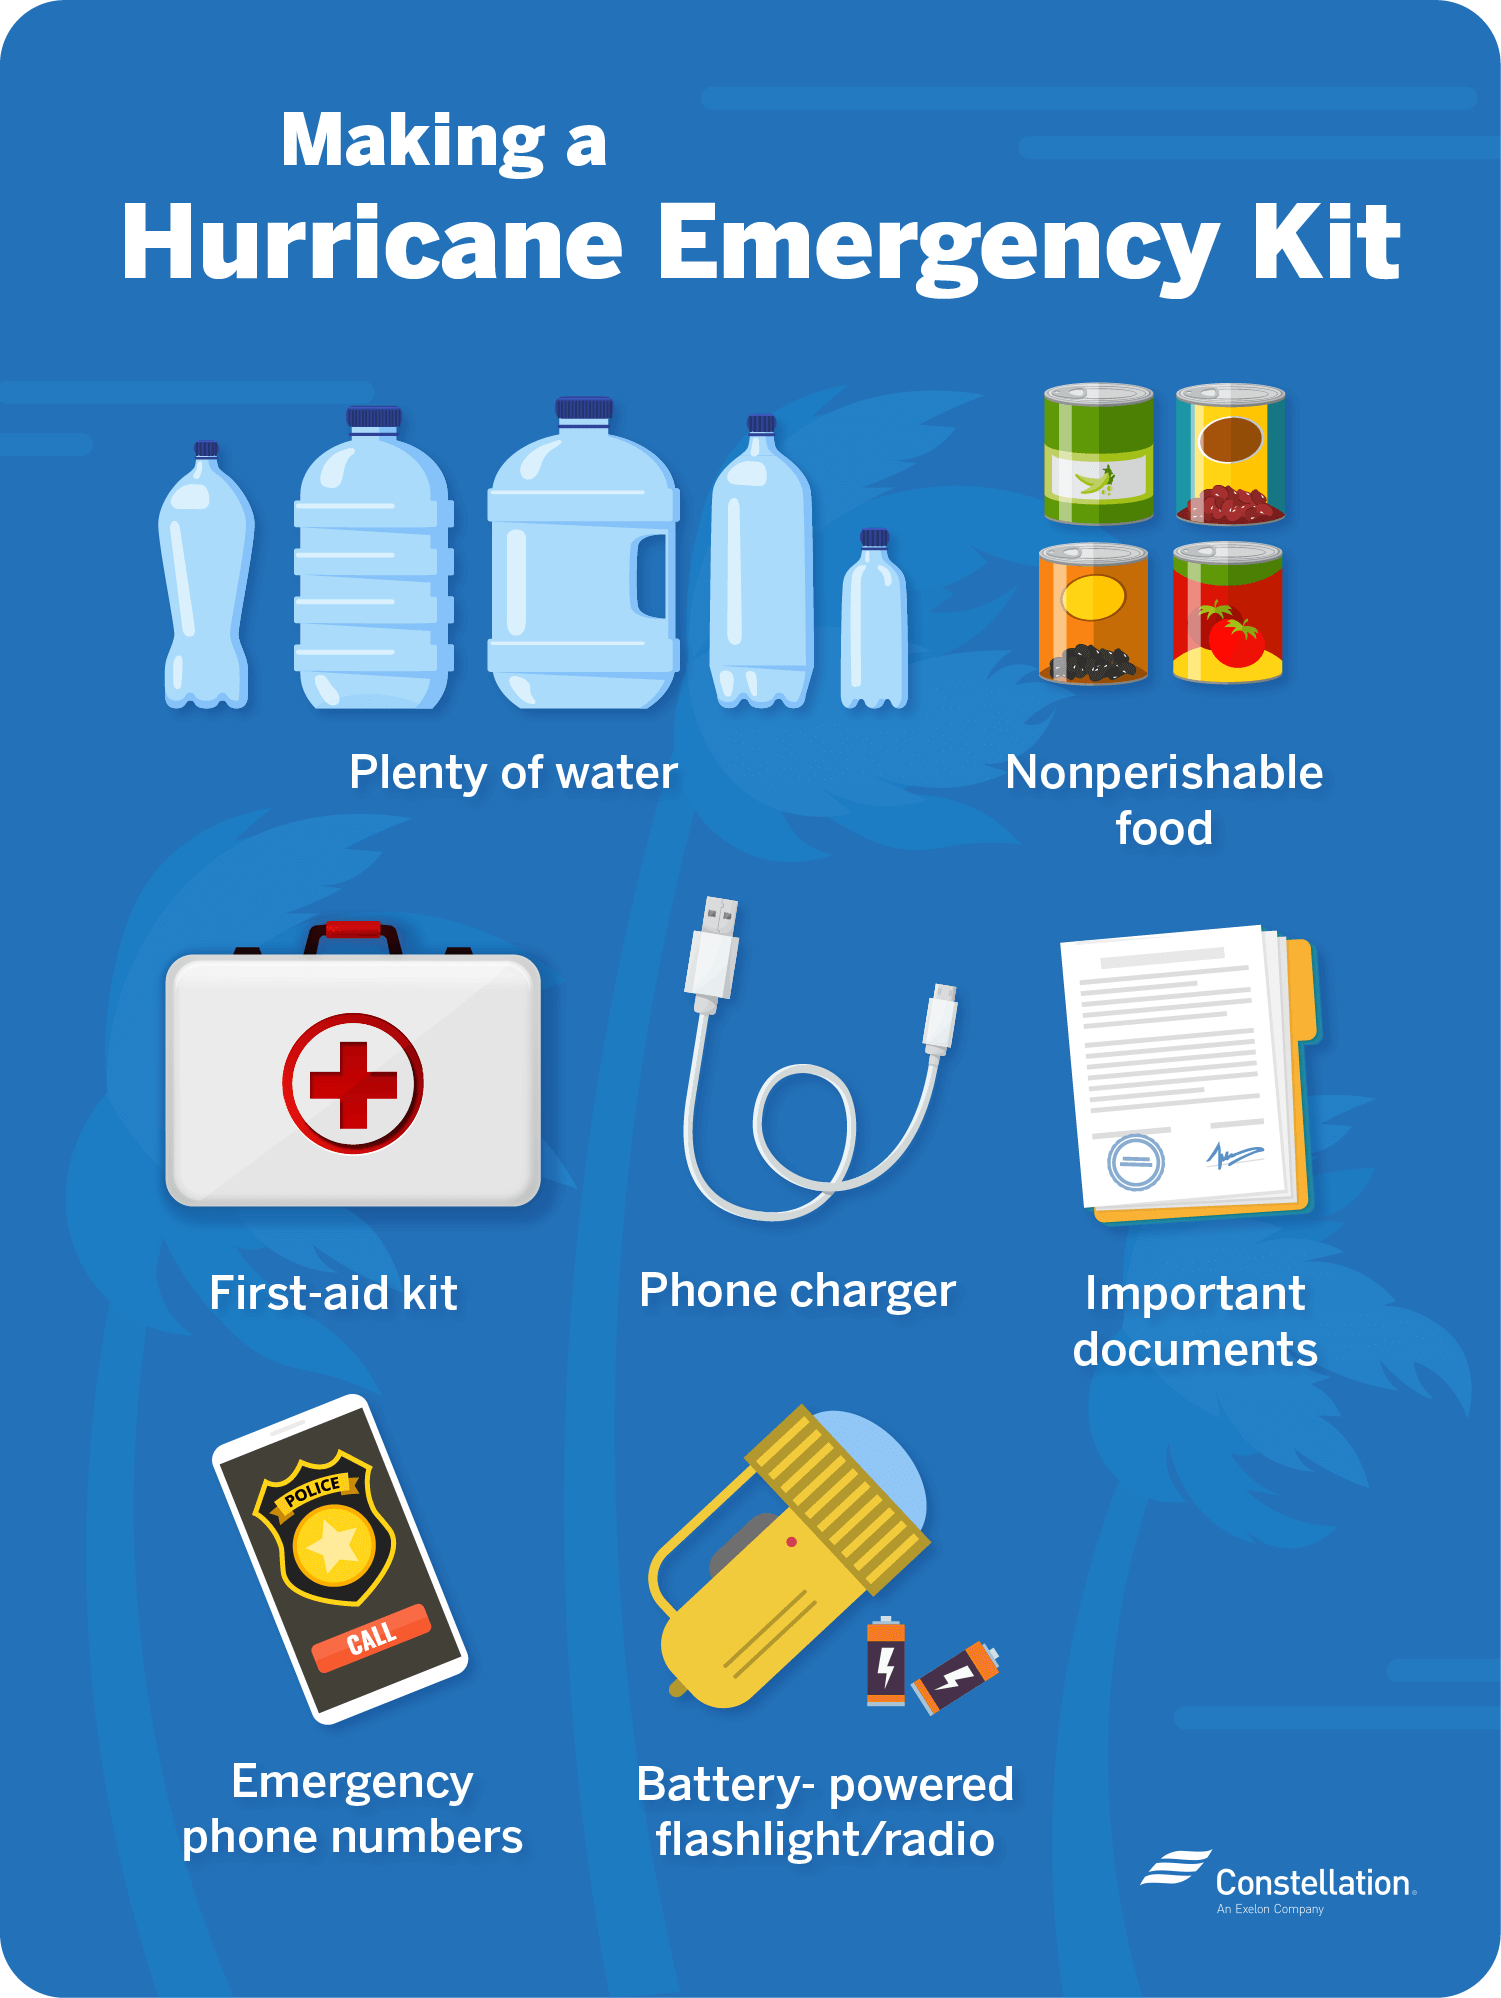 Making a
Hurricane Emergency Kit
Plenty of water
Nonperishable
food
First-aid kit
Phone charger
Important
documents
POLICE
CALL
Emergency
phone numbers
Battery- powered
flashlight/radio
Constellation®
An Exelon Company